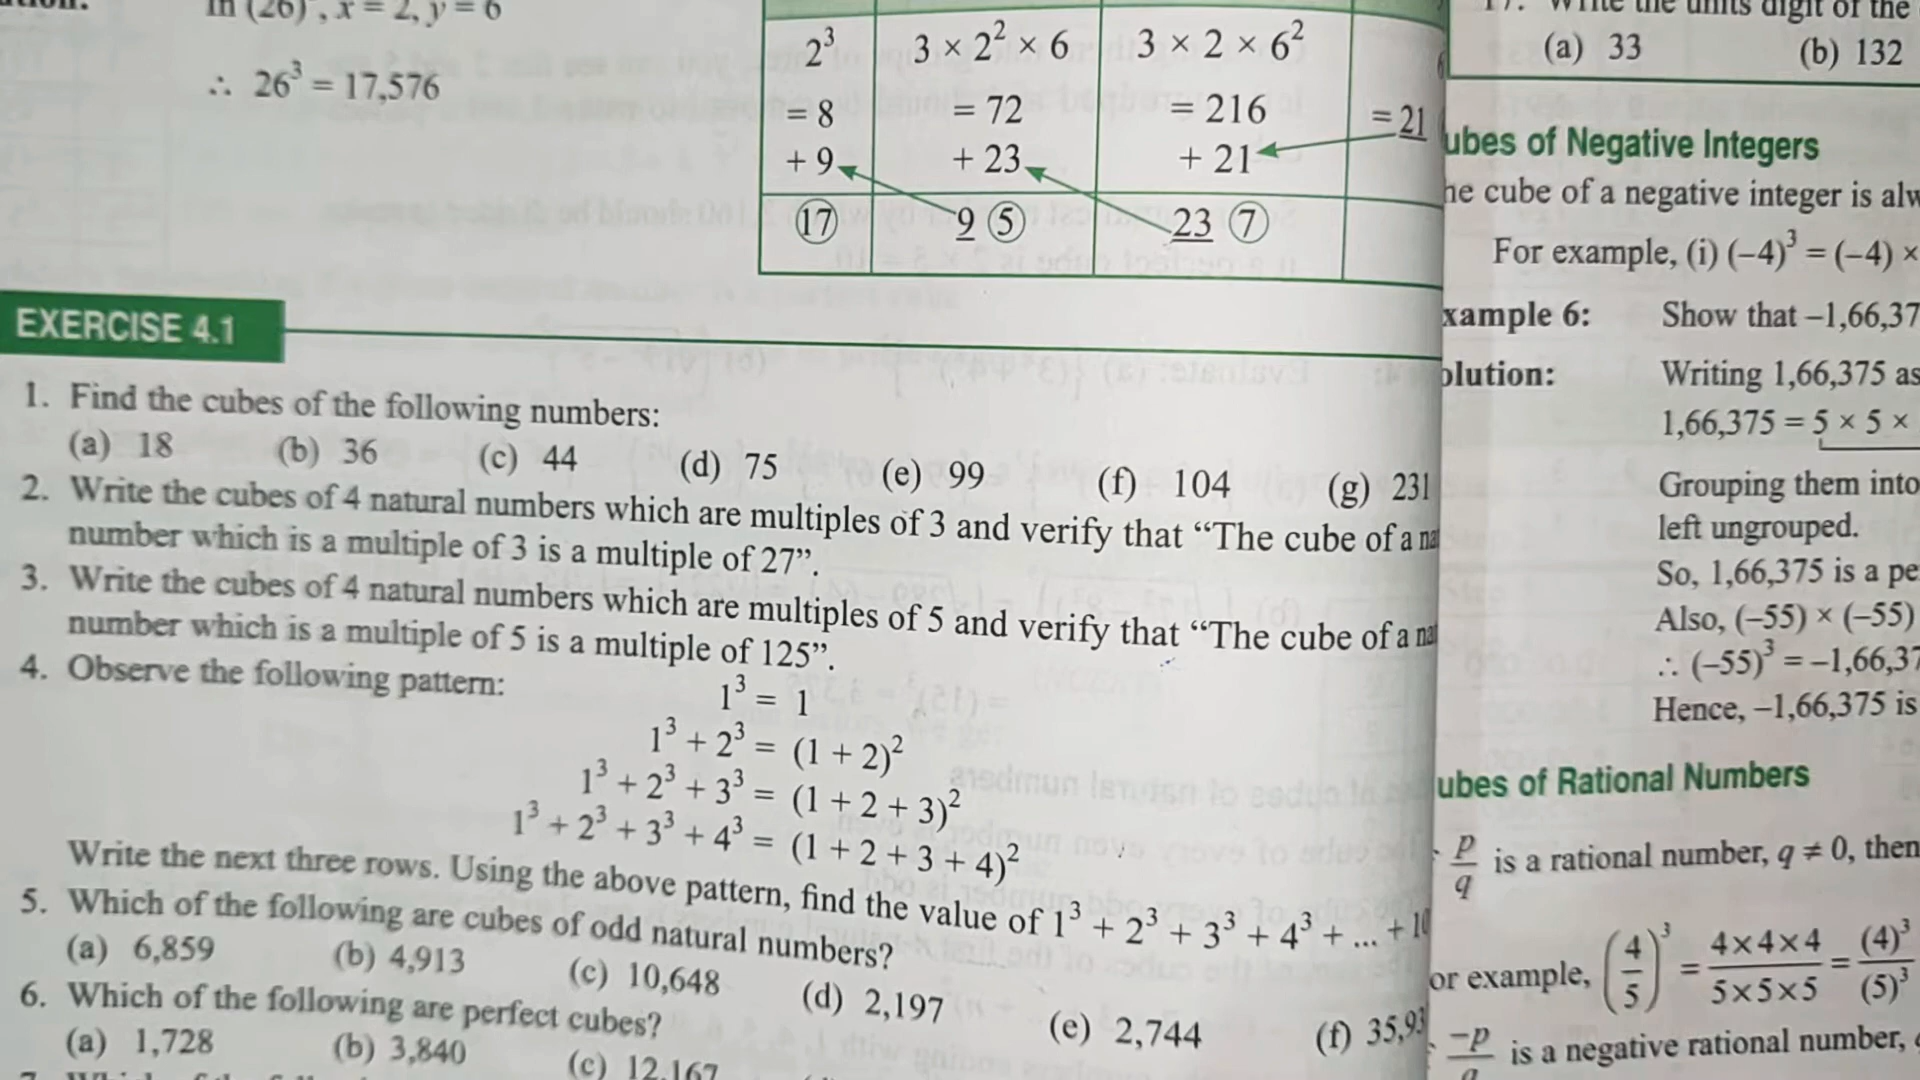 In (26)³, x = 2, y = 6
∴ 26³ = 17,576
2³ 3 × 2² × 6 3 × 2 × 6²
= 8 = 72 = 216 = 21
+ 9 + 23 + 21
17 9 5 23 7
EXERCISE 4.1
1. Find the cubes of the following numbers:
(a) 18 (b) 36 (c) 44 (d) 75 (e) 99 (f) 104 (g) 231
2. Write the cubes of 4 natural numbers which are multiples of 3 and verify that “The cube of a
number which is a multiple of 3 is a multiple of 27”.
3. Write the cubes of 4 natural numbers which are multiples of 5 and verify that “The cube of a
number which is a multiple of 5 is a multiple of 125”.
4. Observe the following pattern:
1³ = 1
1³ + 2³ = (1 + 2)²
1³ + 2³ + 3³ = (1 + 2 + 3)²
1³ + 2³ + 3³ + 4³ = (1 + 2 + 3 + 4)²
Write the next three rows. Using the above pattern, find the value of 1³ + 2³ + 3³ + 4³ + ... +
5. Which of the following are cubes of odd natural numbers?
(a) 6,859 (b) 4,913 (c) 10,648 (d) 2,197 (e) 2,744 (f) 35,93
6. Which of the following are perfect cubes?
(a) 1,728 (b) 3,840 (c) 12,167
17. Write the units digit of the
(a) 33 (b) 132
ubes of Negative Integers
he cube of a negative integer is alw
For example, (i) (−4)³ = (−4) ×
xample 6: Show that −1,66,37
olution: Writing 1,66,375 as
1,66,375 = 5 × 5 ×
Grouping them into
left ungrouped.
So, 1,66,375 is a pe
Also, (−55) × (−55)
∴ (−55)³ = −1,66,37
Hence, −1,66,375 is
ubes of Rational Numbers
p/q is a rational number, q ≠ 0, then
or example, (4/5)³ = 4×4×4/5×5×5 = (4)³/(5)³
−p/q is a negative rational number,